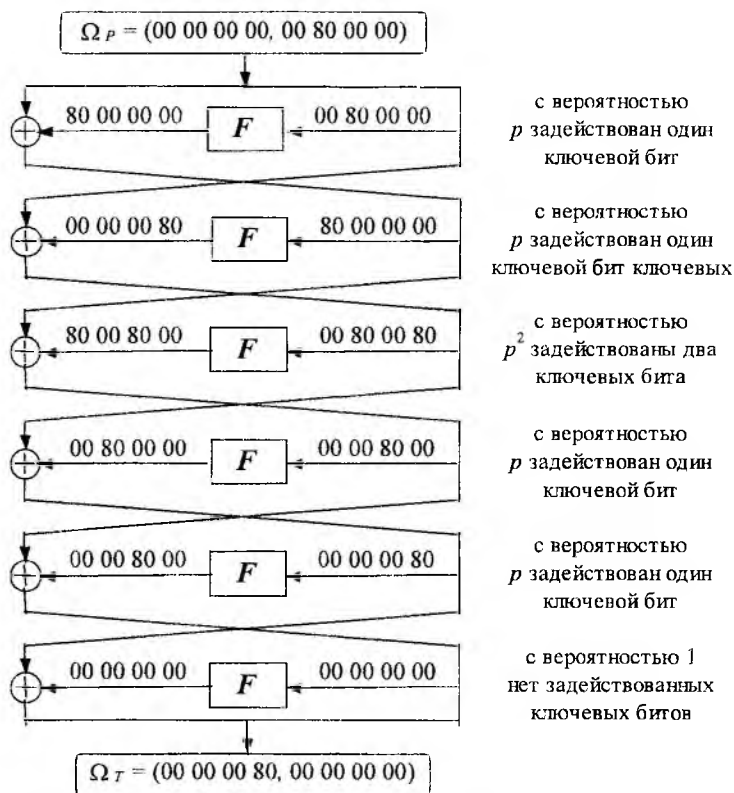 Ω P = (00 00 00 00, 00 80 00 00)
80 00 00 00 F 00 80 00 00
с вероятностью
p задействован один
ключевой бит
00 00 00 80 F 80 00 00 00
с вероятностью
p задействован один
ключевой бит ключевых
80 00 80 00 F 00 80 00 80
с вероятностью
p² задействованы два
ключевых бита
00 80 00 00 F 00 00 80 00
с вероятностью
p задействован один
ключевой бит
00 00 80 00 F 00 00 00 80
с вероятностью
p задействован один
ключевой бит
00 00 00 00 F 00 00 00 00
с вероятностью 1
нет задействованных
ключевых битов
Ω T = (00 00 00 80, 00 00 00 00)